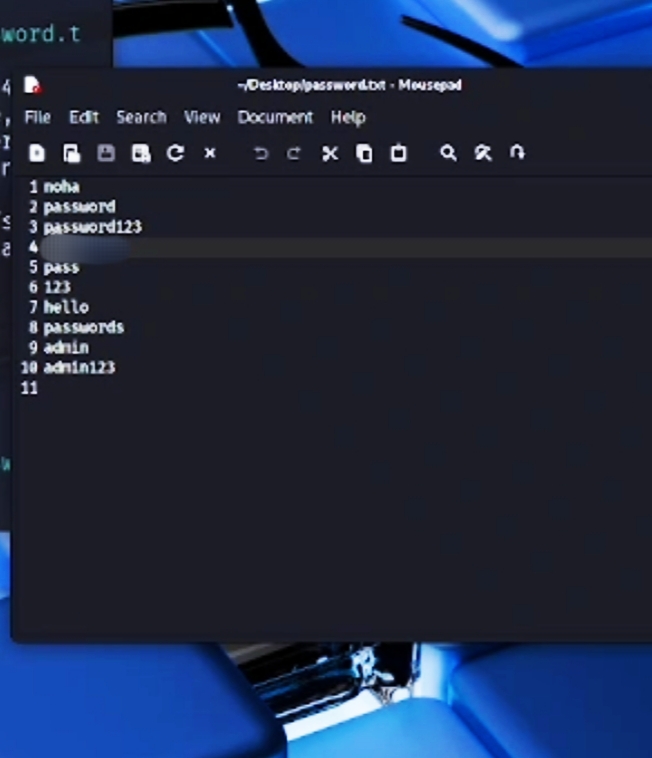 word.t
~/Desktop/password.txt - Mousepad
File Edit Search View Document Help
1 noha
2 password
3 password123
4
5 pass
6 123
7 hello
8 passwords
9 admin
10 admin123
11